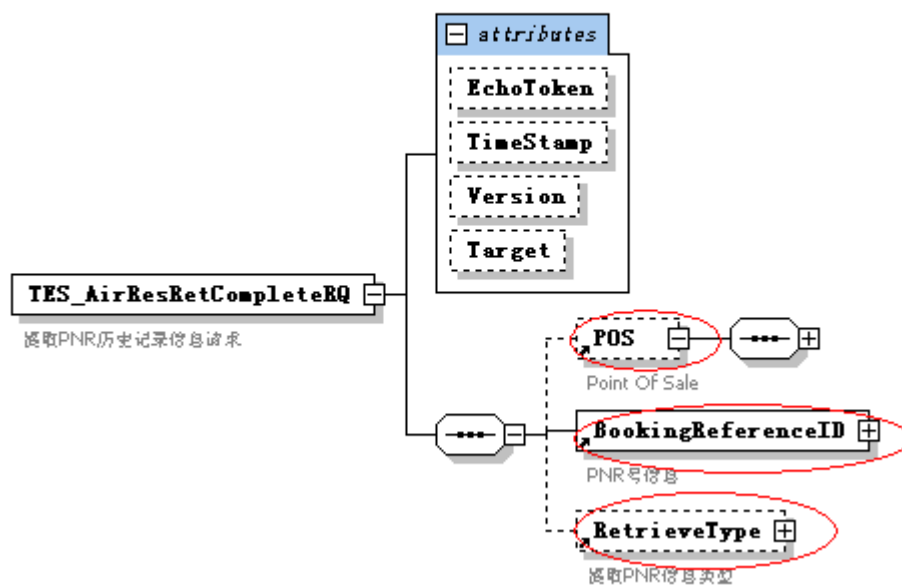 attributes
EchoToken
TimeStamp
Version
Target
TES_AirResRetCompleteRQ
提取PNR历史记录信息请求
POS
Point Of Sale
BookingReferenceID
PNR号信息
RetrieveType
提取PNR信息类型